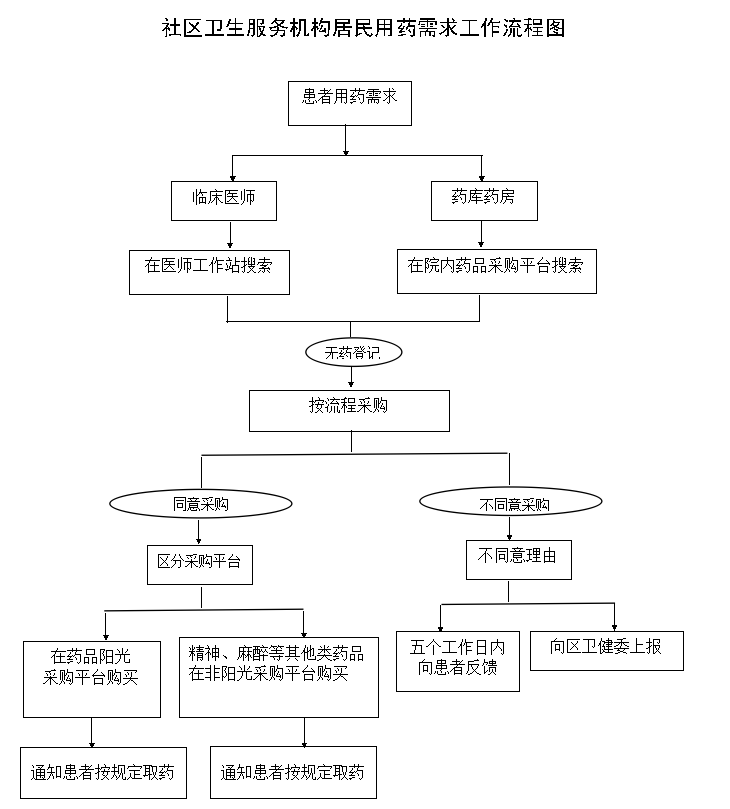 社区卫生服务机构居民用药需求工作流程图
患者用药需求
临床医师
药库药房
在医师工作站搜索
在院内药品采购平台搜索
无药登记
按流程采购
同意采购
不同意采购
区分采购平台
不同意理由
在药品阳光
采购平台购买
精神、麻醉等其他类药品
在非阳光采购平台购买
五个工作日内
向患者反馈
向区卫健委上报
通知患者按规定取药
通知患者按规定取药